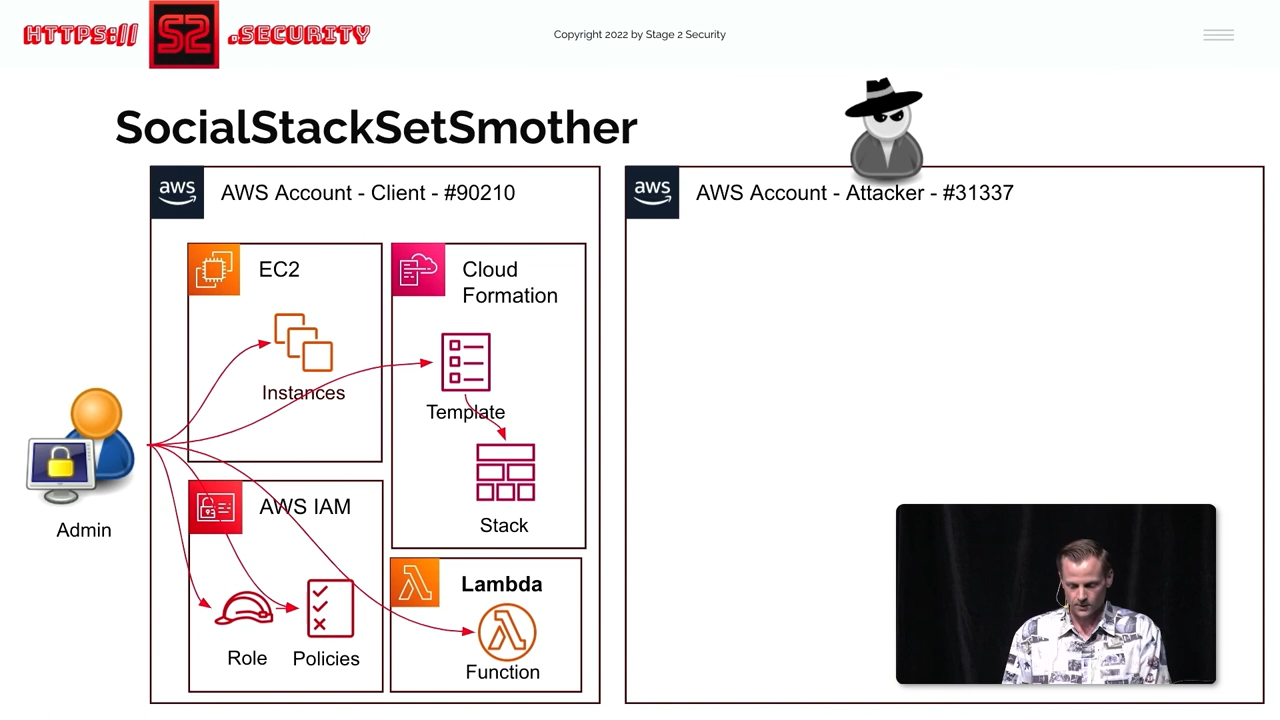 HTTPS:// S2 .SECURITY
Copyright 2022 by Stage 2 Security
SocialStackSetSmother
aws
AWS Account - Client - #90210
aws
AWS Account - Attacker - #31337
EC2
Cloud
Formation
Instances
Template
Stack
Admin
AWS IAM
Lambda
Role
Policies
Function